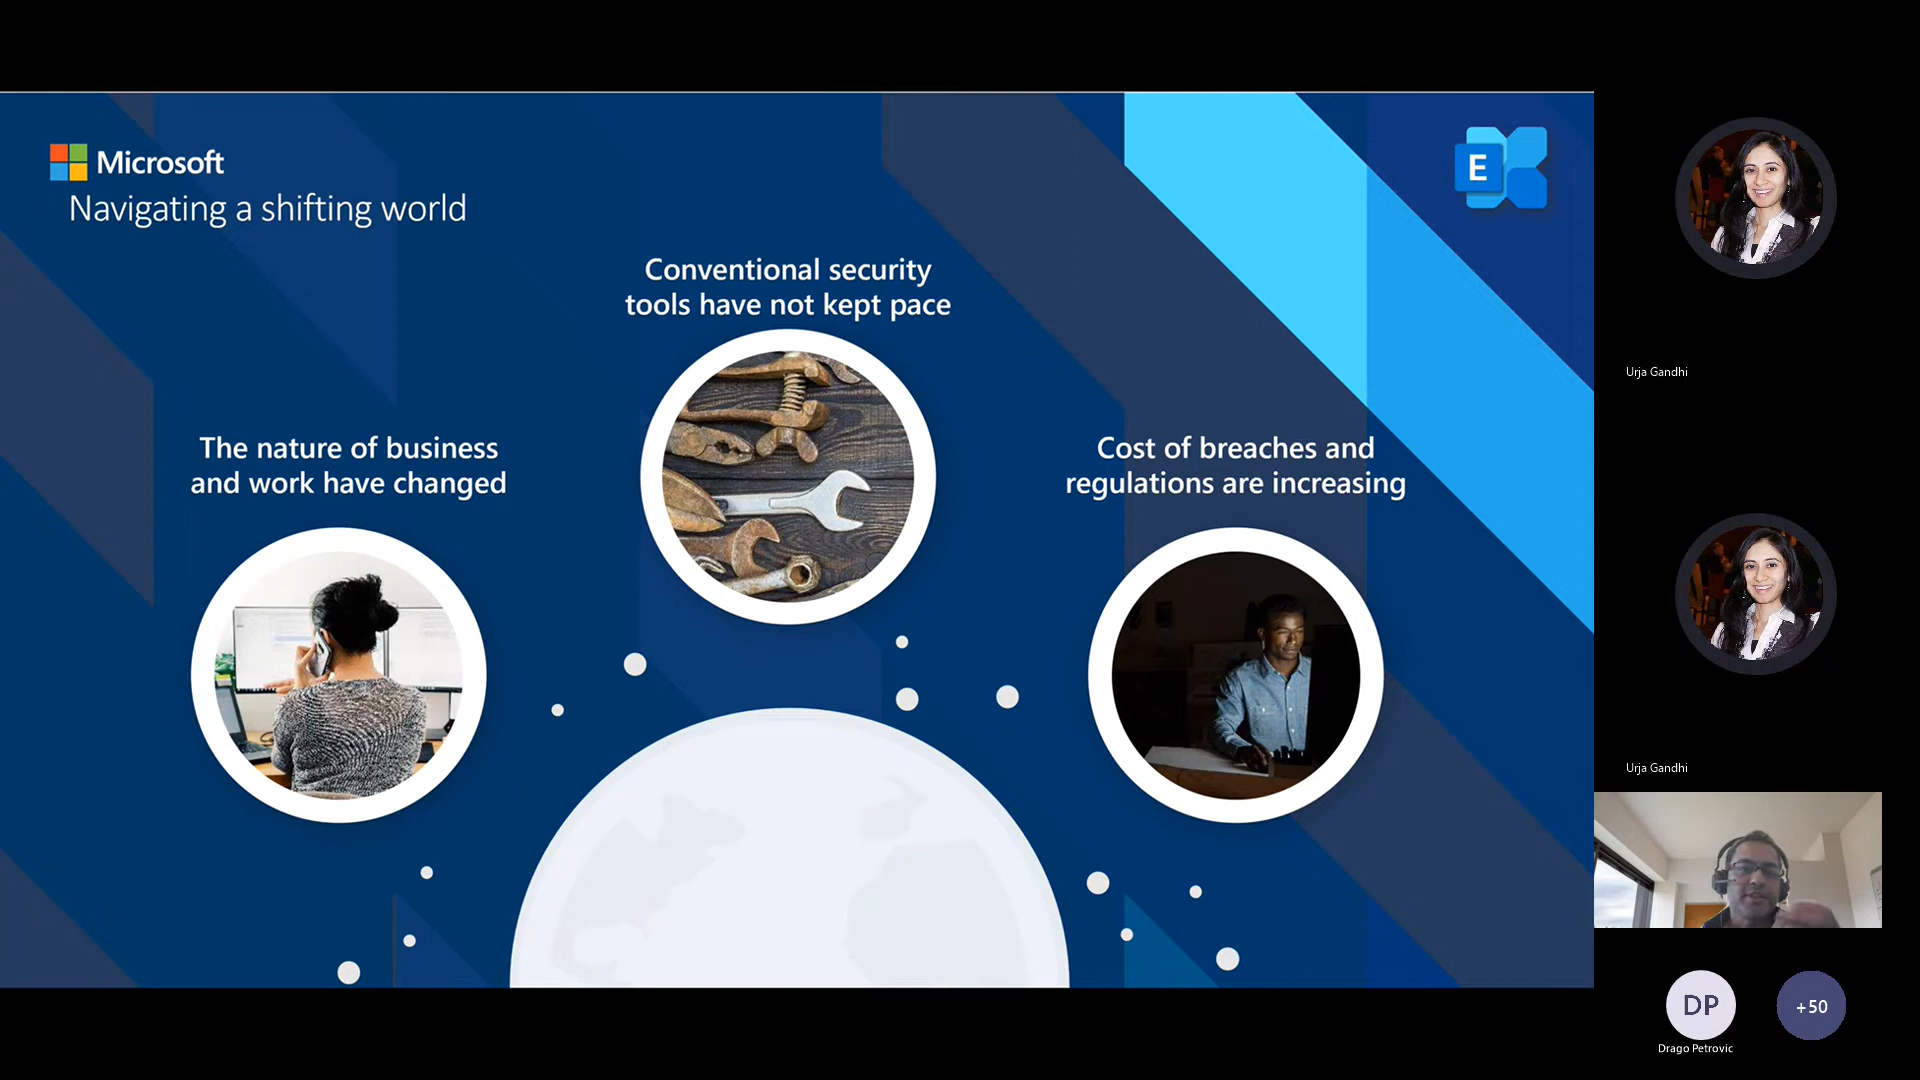 Microsoft
Navigating a shifting world
E
Conventional security
tools have not kept pace
The nature of business
and work have changed
Cost of breaches and
regulations are increasing
Urja Gandhi
Urja Gandhi
DP
+50
Drago Petrovic